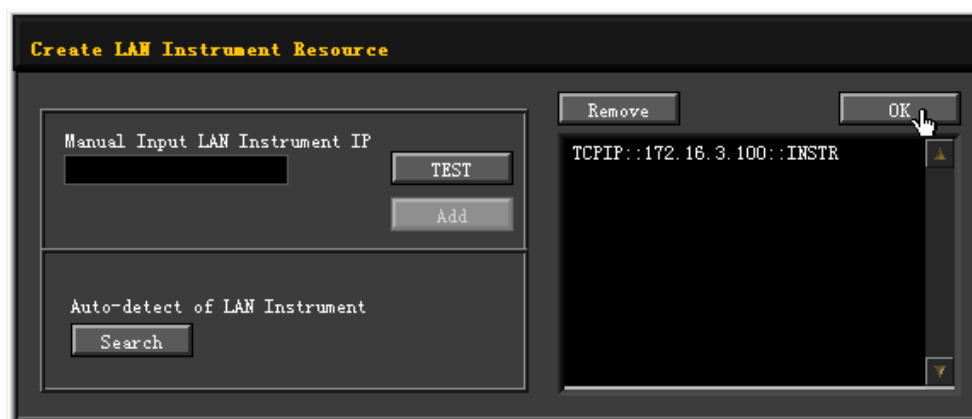 Create LAN Instrument Resource
Manual Input LAN Instrument IP
TEST
Add
Auto-detect of LAN Instrument
Search
Remove
OK
TCPIP::172.16.3.100::INSTR